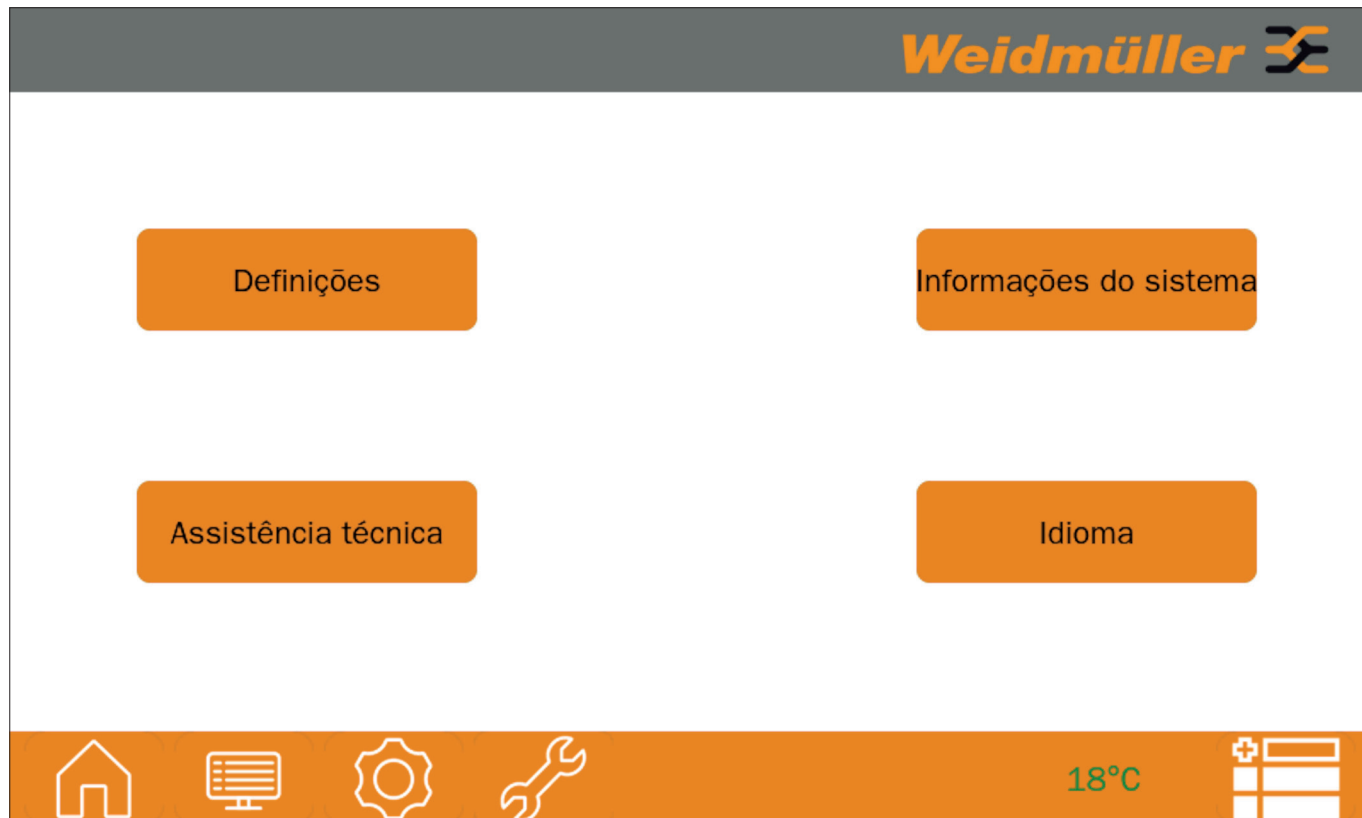 Weidmüller
Definições
Informações do sistema
Assistência técnica
Idioma
18°C